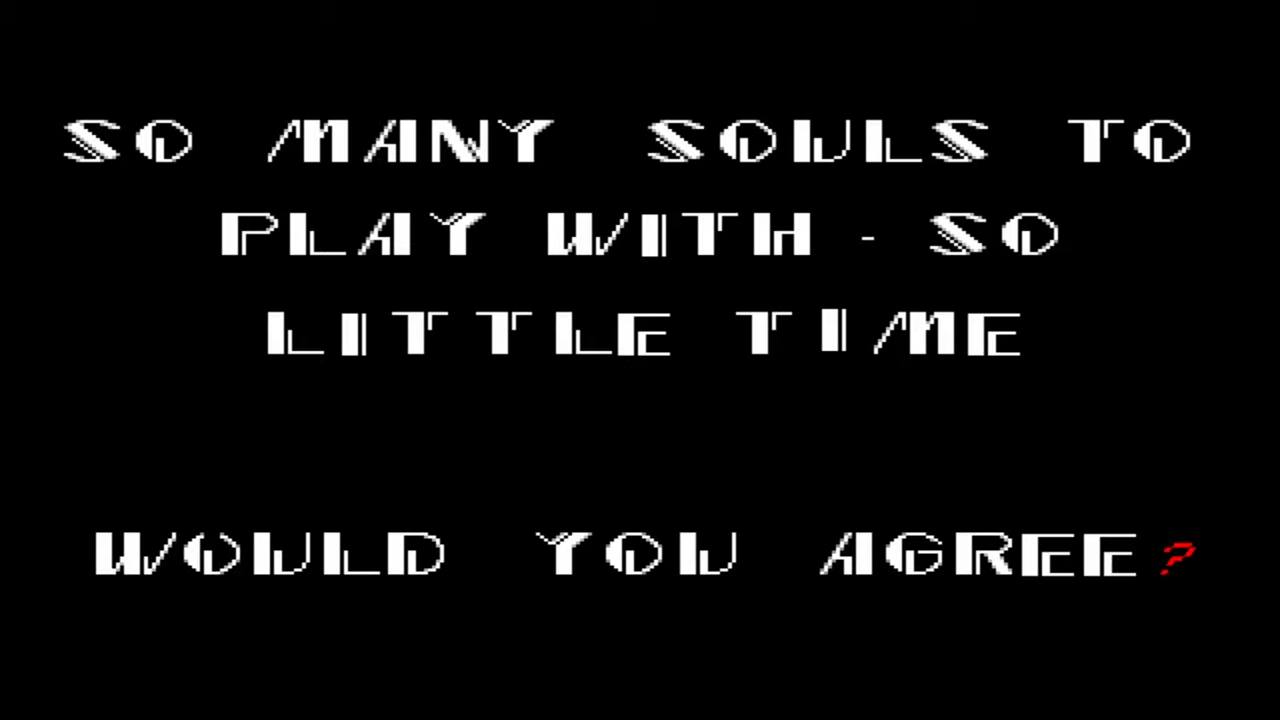 SO MANY SOULS TO
PLAY WITH - SO
LITTLE TIME
WOULD YOU AGREE?